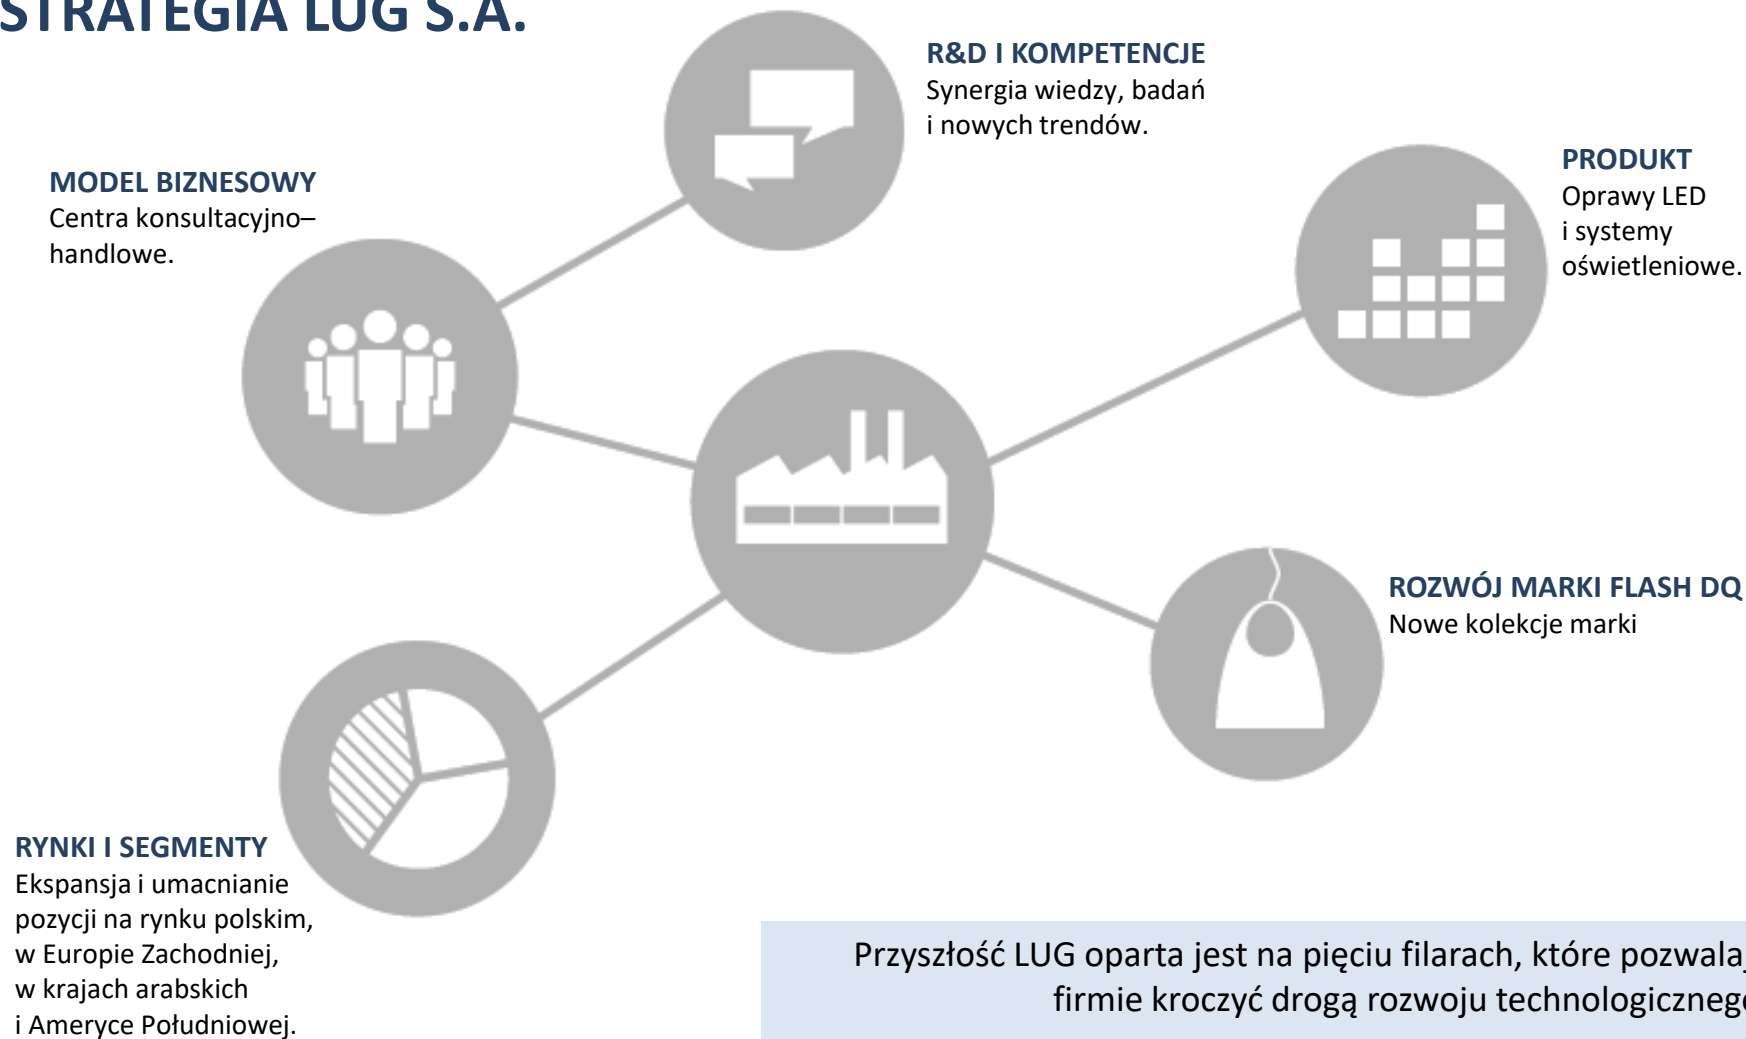 STRATEGIA LUG S.A.
R&D I KOMPETENCJE
Synergia wiedzy, badań
i nowych trendów.
MODEL BIZNESOWY
Centra konsultacyjno–
handlowe.
PRODUKT
Oprawy LED
i systemy
oświetleniowe.
ROZWÓJ MARKI FLASH DQ
Nowe kolekcje marki
RYNKI I SEGMENTY
Ekspansja i umacnianie
pozycji na rynku polskim,
w Europie Zachodniej,
w krajach arabskich
i Ameryce Południowej.
Przyszłość LUG oparta jest na pięciu filarach, które
firmie kroczyć drogą rozwoju